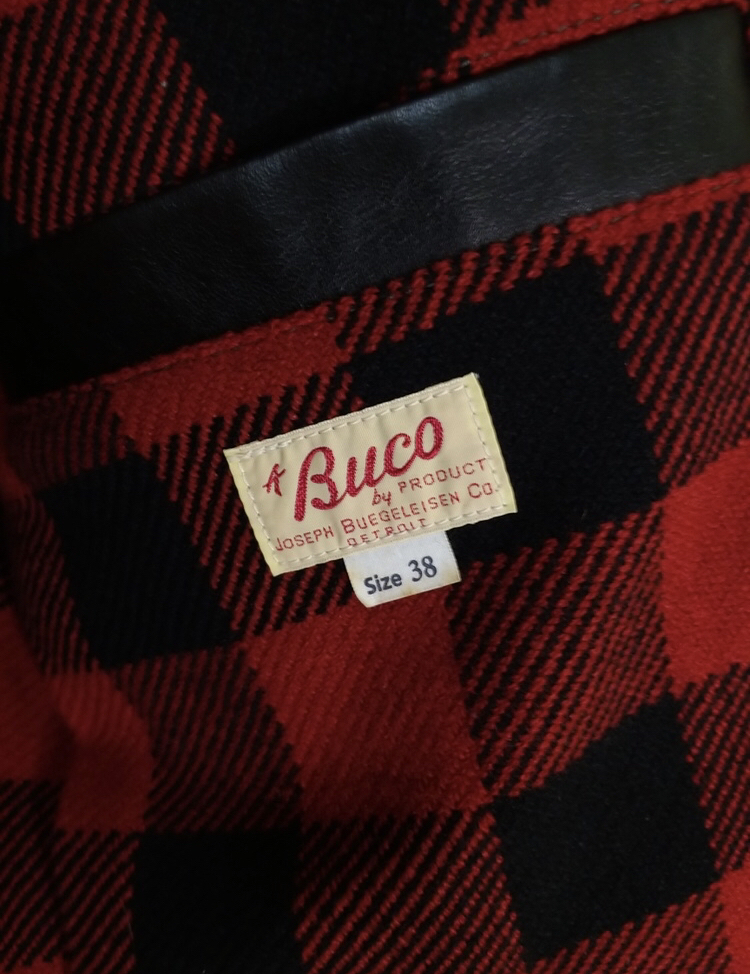 A Buco
by PRODUCT
JOSEPH BUEGELEISEN CO.
DETROIT
Size 38